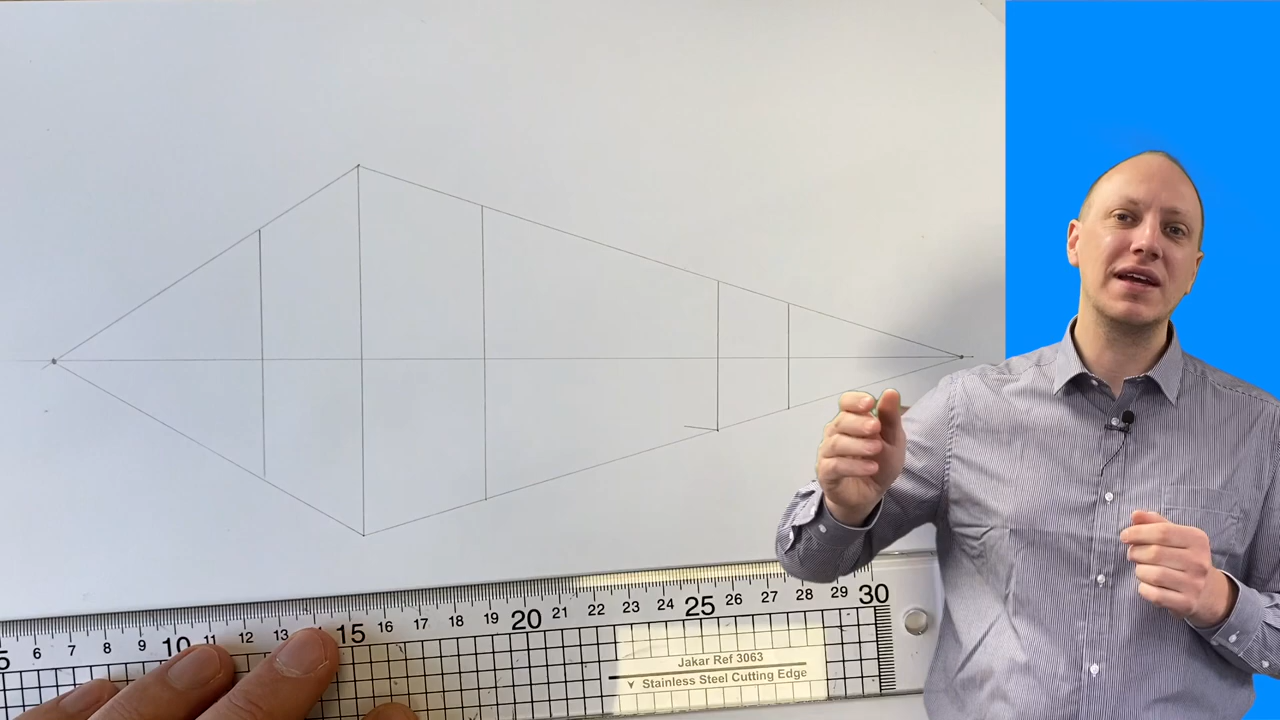 5 6 7 8 9 10 11 12 13 15 16 17 18 19 20 21 22 23 24 25 26 27 28 29 30
Jakar Ref 3063
Stainless Steel Cutting Edge